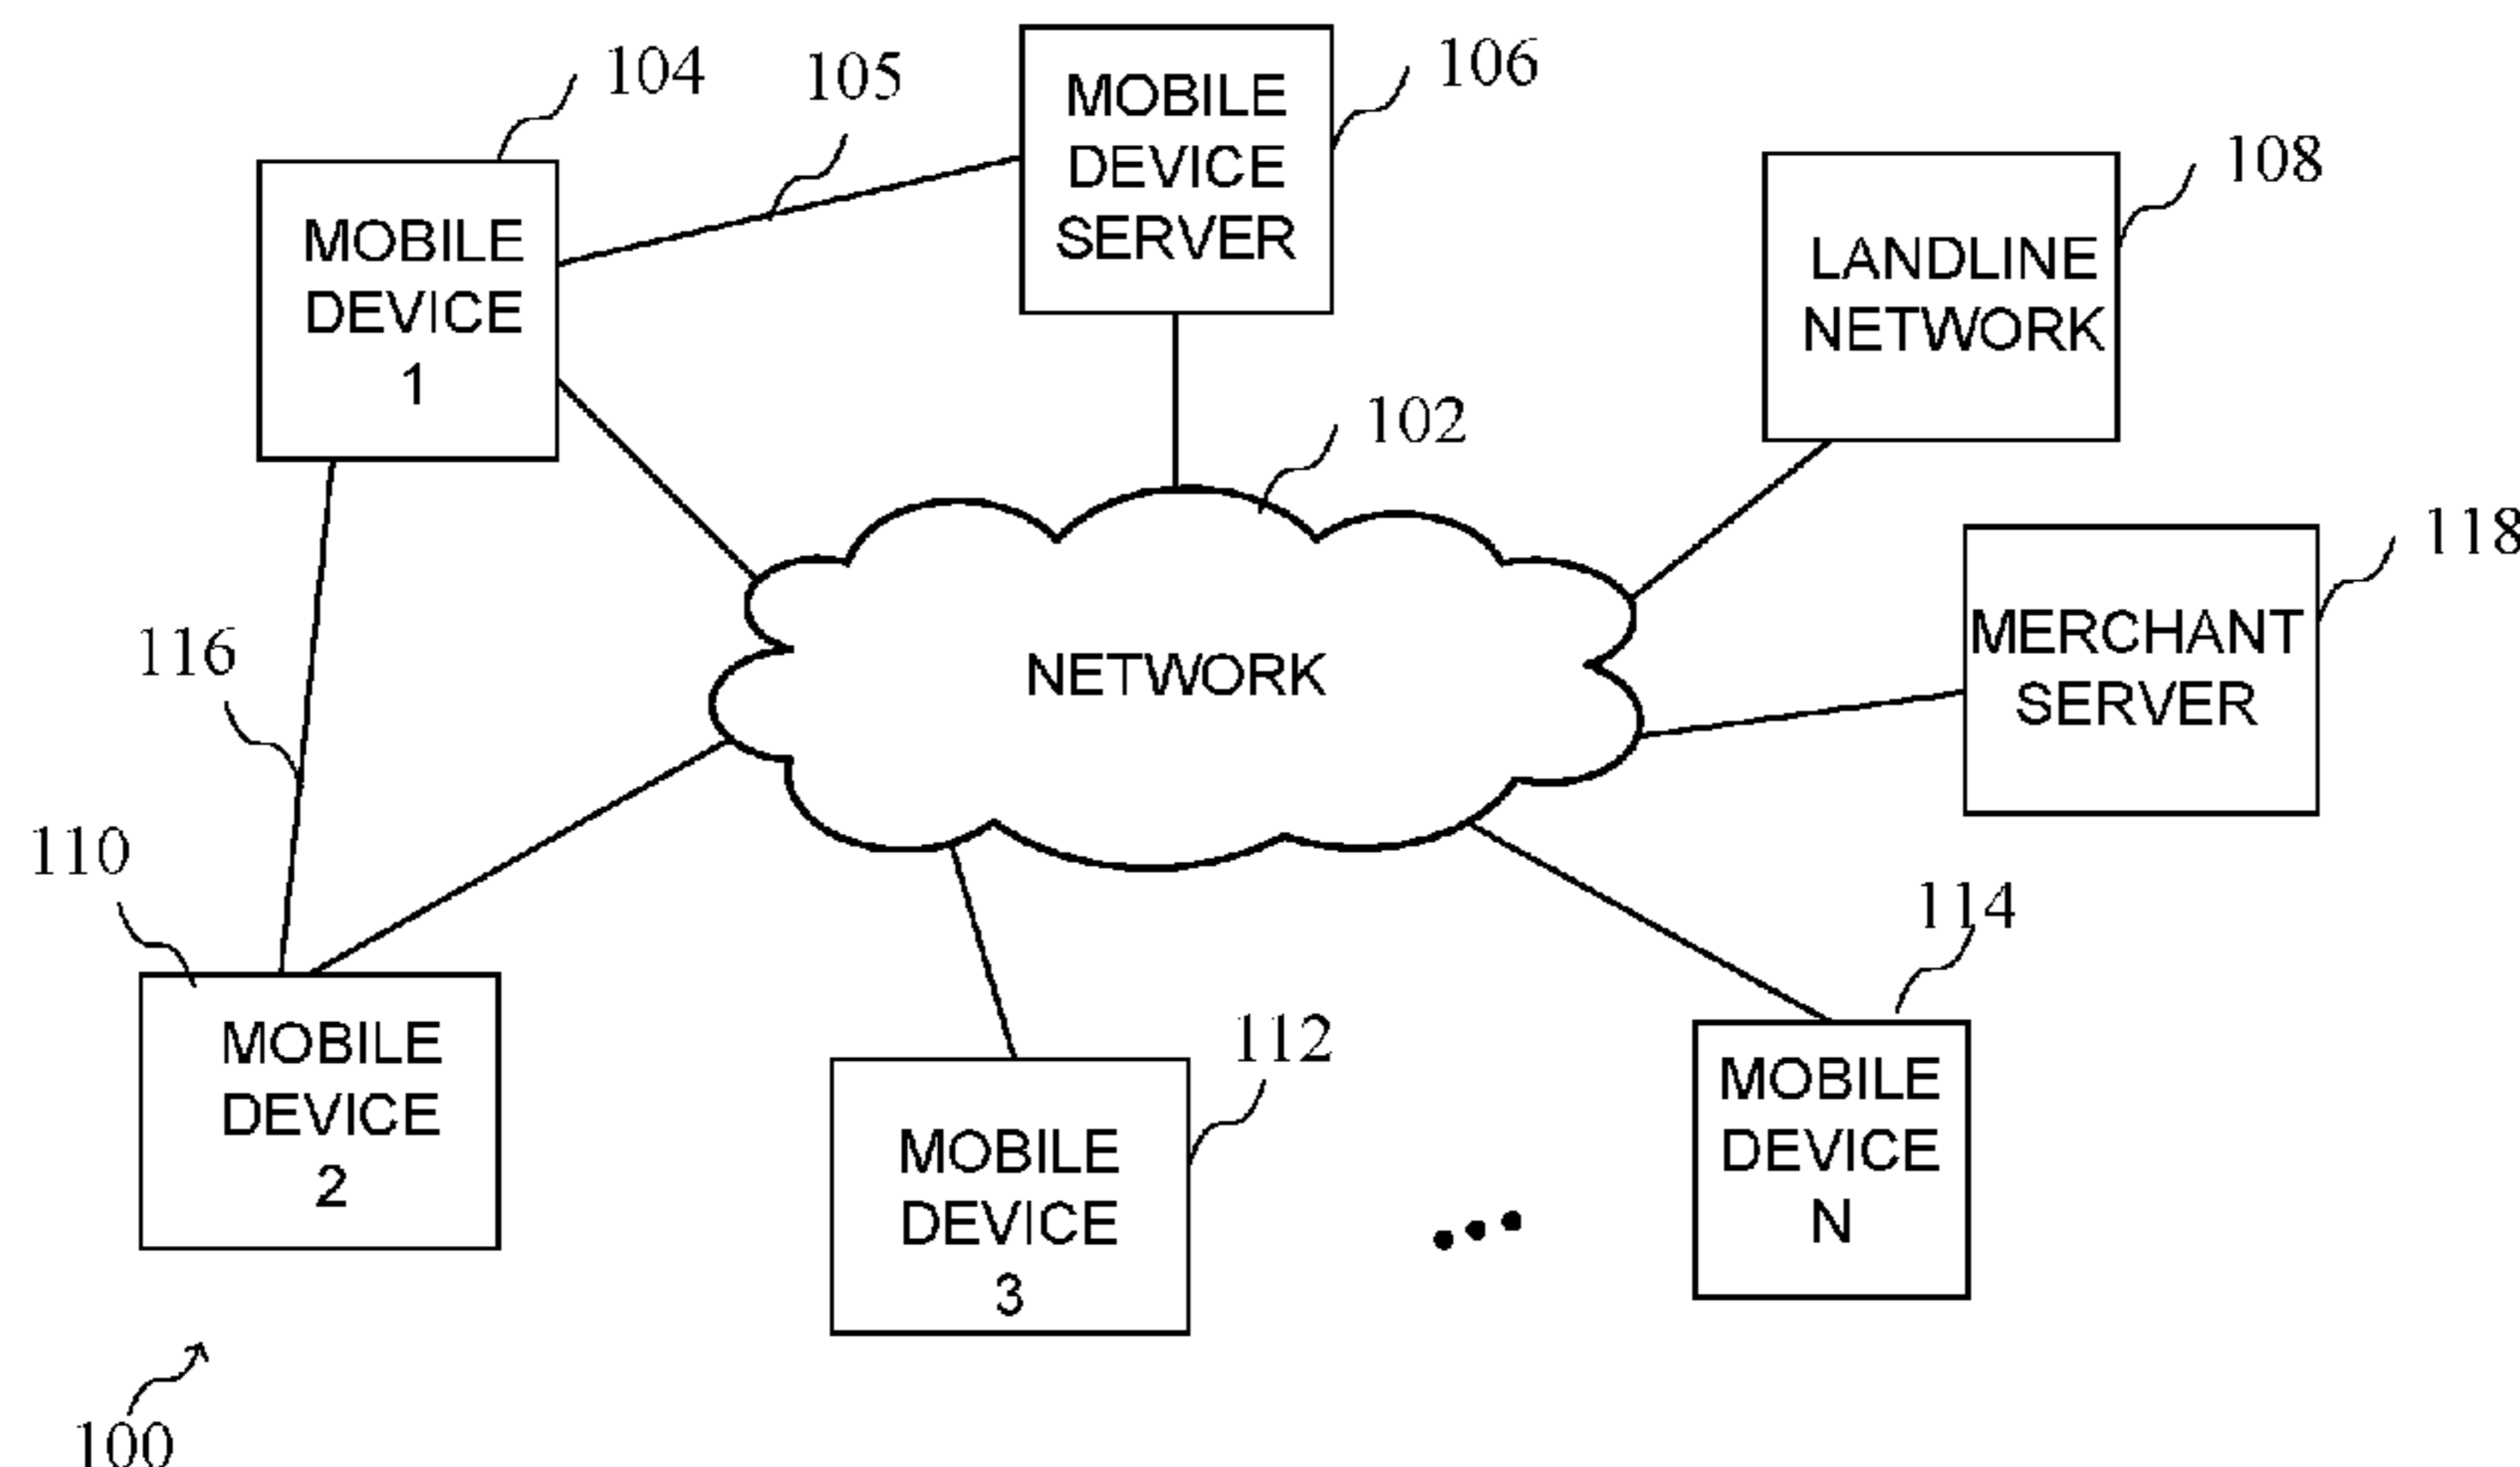 104
105
106
MOBILE
DEVICE
SERVER
108
MOBILE
DEVICE
1
LANDLINE
NETWORK
102
118
MERCHANT
SERVER
NETWORK
116
110
114
MOBILE
DEVICE
2
112
MOBILE
DEVICE
3
MOBILE
DEVICE
N
100